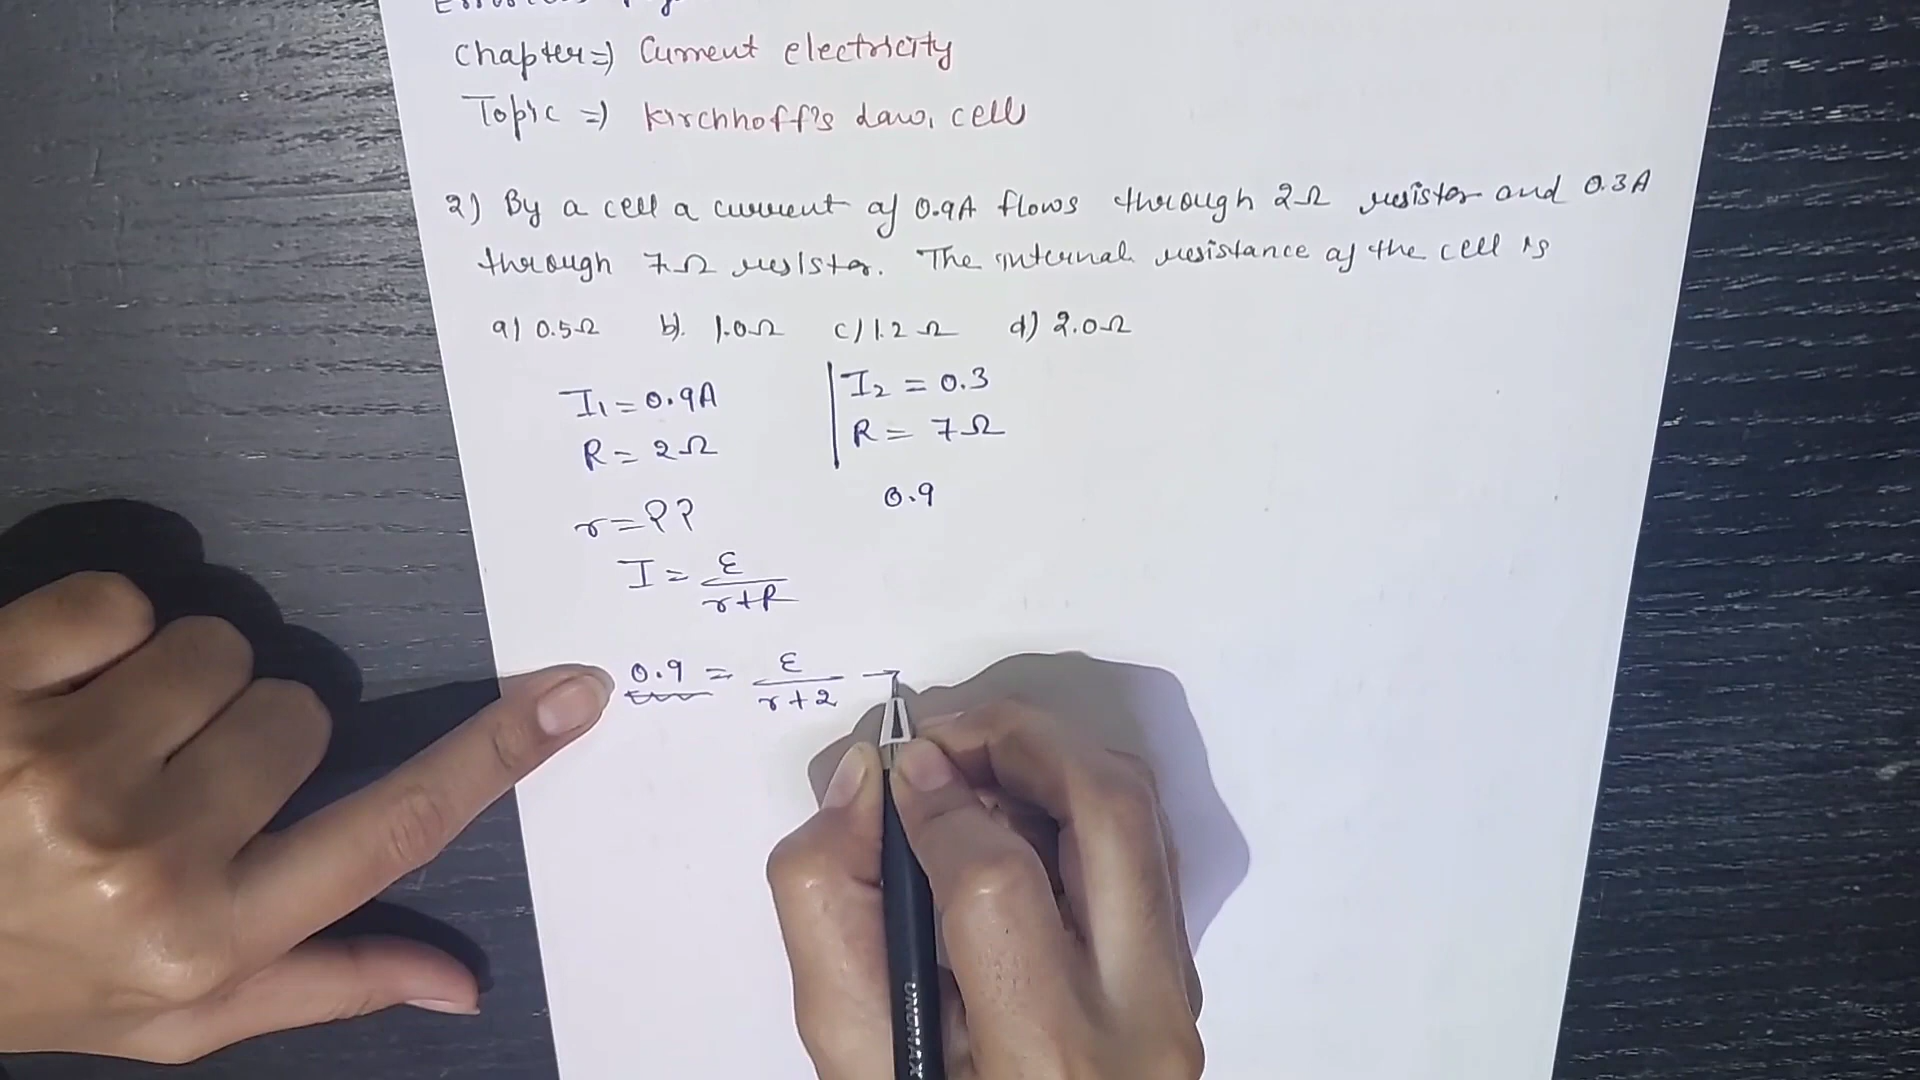 Chapter=) Current electricity
Topic =) Kirchhoff's law, cell
2) By a cell a current of 0.9A flows through 2Ω resistor and 0.3A
through 7Ω resistor. The internal resistance of the cell is
a) 0.5Ω b). 1.0Ω c) 1.2Ω d) 2.0Ω
I1 = 0.9A
R = 2Ω
I2 = 0.3
R = 7Ω
0.9
r = ??
I = ε/r+R
0.9 = ε/r+2 →
UNOMAX